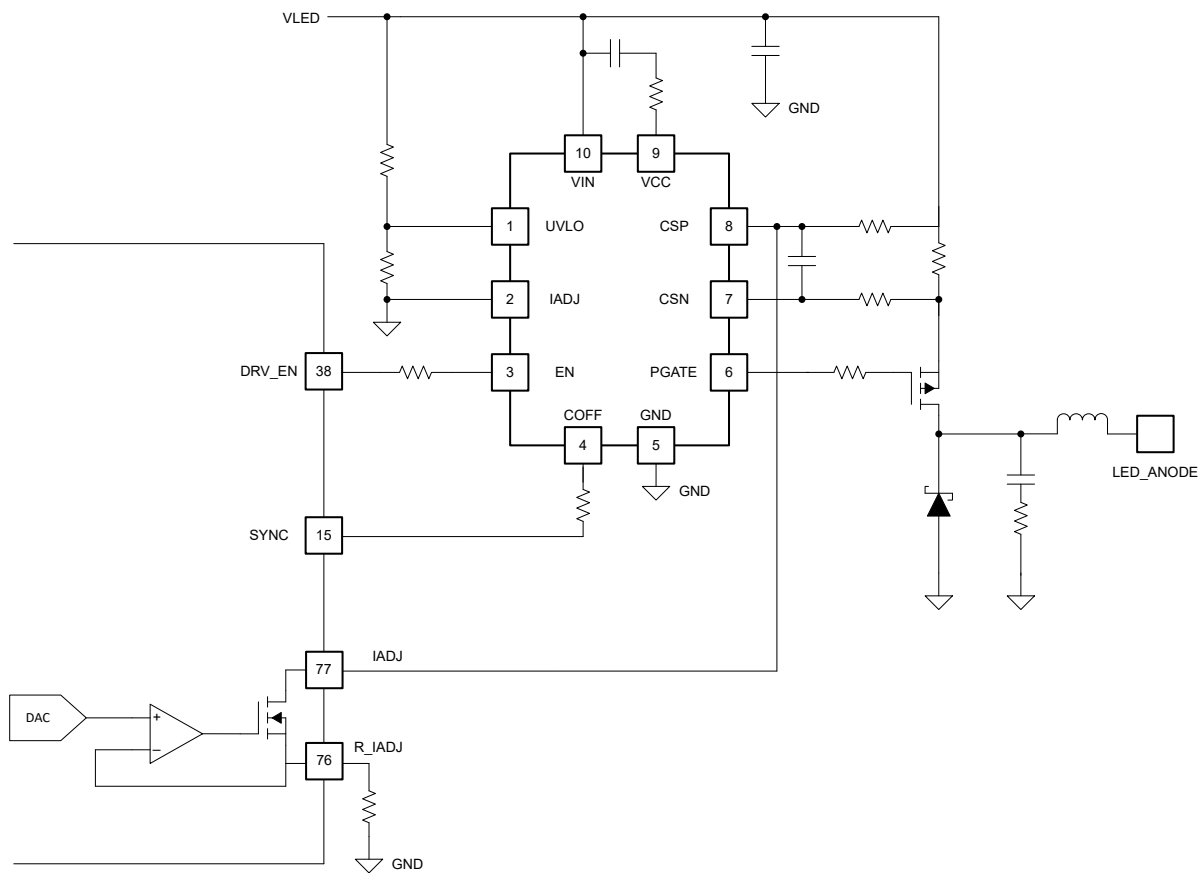 VLED
GND
10
9
VIN
VCC
1
UVLO
CSP
8
2
IADJ
CSN
7
DRV_EN
38
3
EN
PGATE
6
COFF
GND
4
5
GND
LED_ANODE
SYNC
15
IADJ
77
DAC
+
−
R_IADJ
76
GND